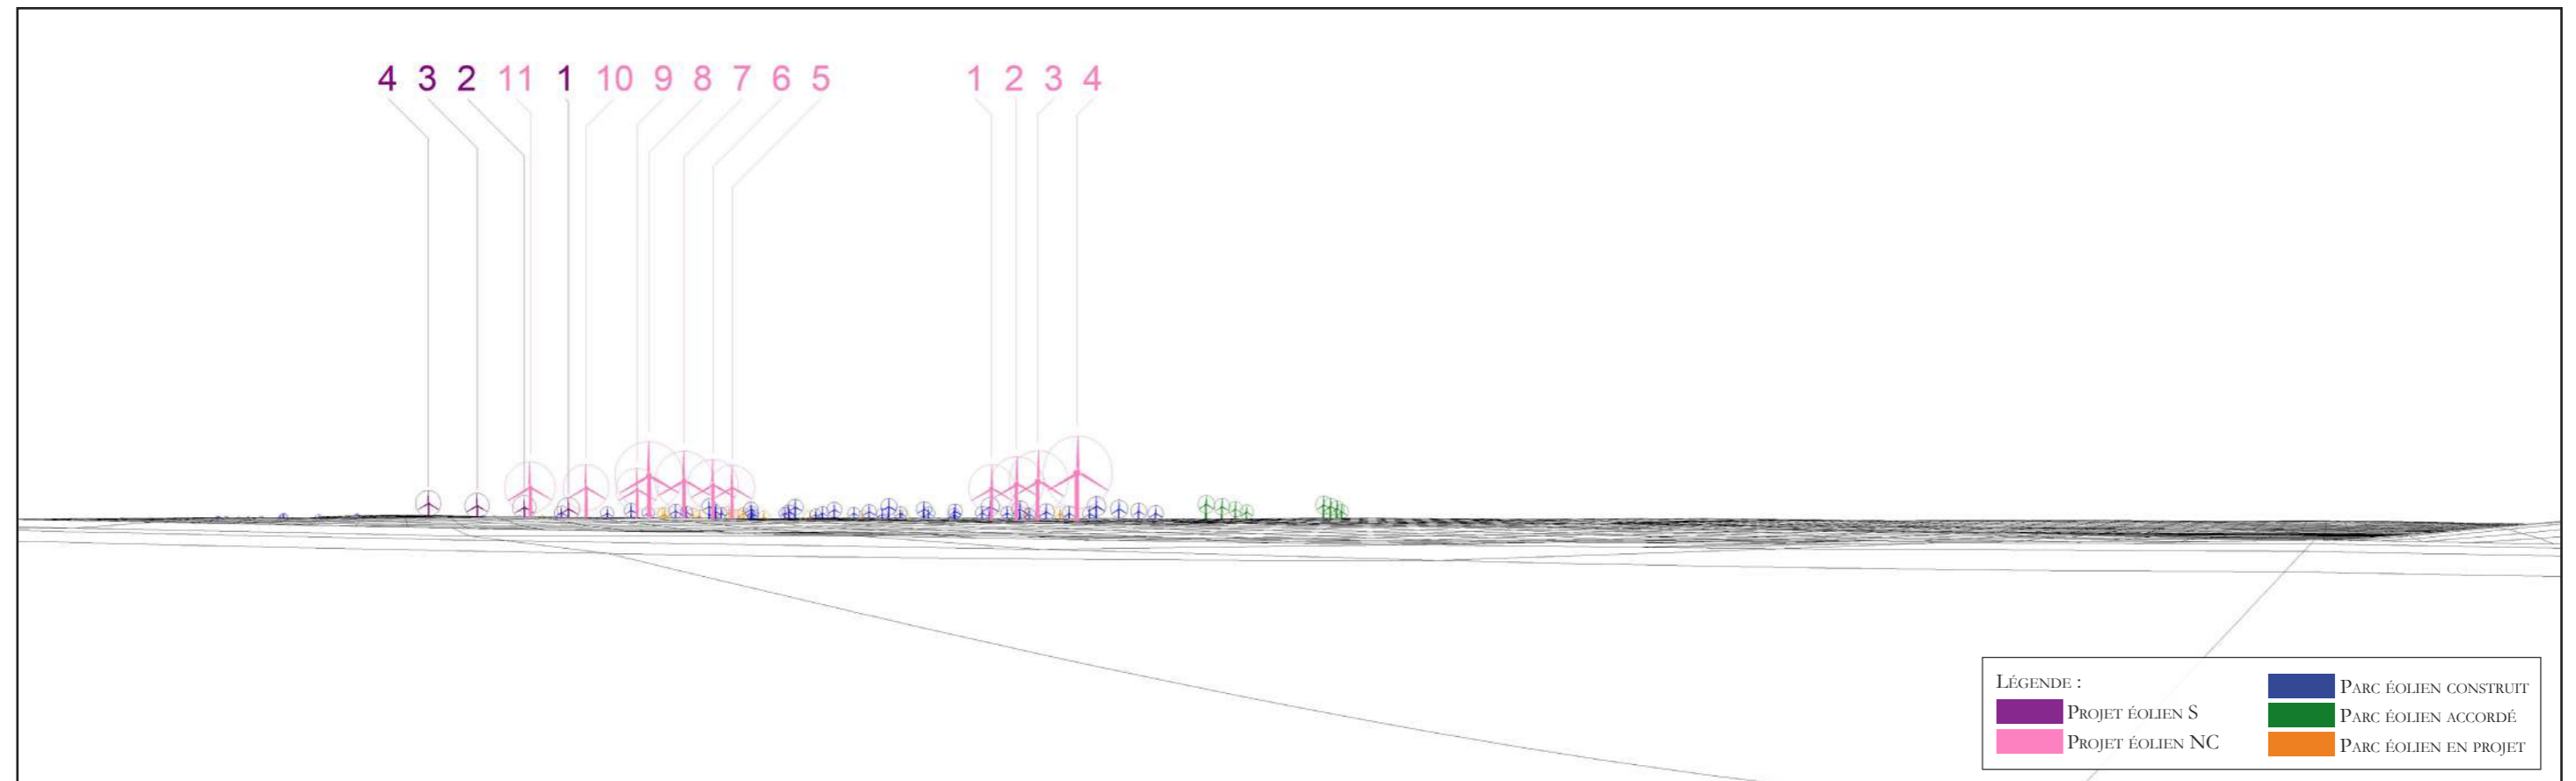 4 3 2 11 1 10 9 8 7 6 5 1 2 3 4
Légende :
Projet éolien S
Projet éolien NC
Parc éolien construit
Parc éolien accordé
Parc éolien en projet